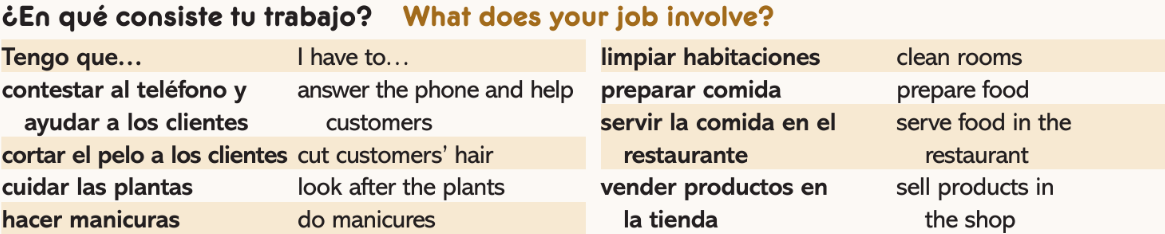 ¿En qué consiste tu trabajo? What does your job involve?
Tengo que… I have to…
contestar al teléfono y answer the phone and help
ayudar a los clientes customers
cortar el pelo a los clientes cut customers’ hair
cuidar las plantas look after the plants
hacer manicuras do manicures
limpiar habitaciones clean rooms
preparar comida prepare food
servir la comida en el serve food in the
restaurante restaurant
vender productos en sell products in
la tienda the shop